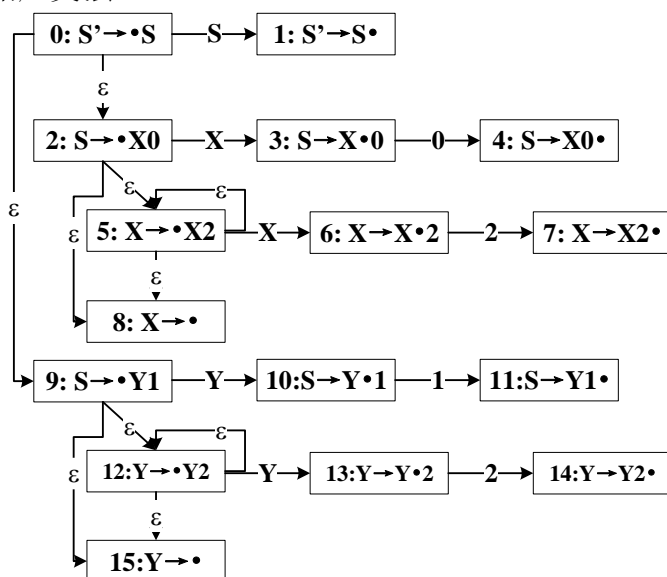 0: S’→•S S 1: S’→S•
ε
2: S→•X0 X 3: S→X•0 0 4: S→X0•
ε ε
ε
ε
5: X→•X2 X 6: X→X•2 2 7: X→X2•
ε
8: X→•
9: S→•Y1 Y 10:S→Y•1 1 11:S→Y1•
ε ε
ε
12:Y→•Y2 Y 13:Y→Y•2 2 14:Y→Y2•
ε
15:Y→•